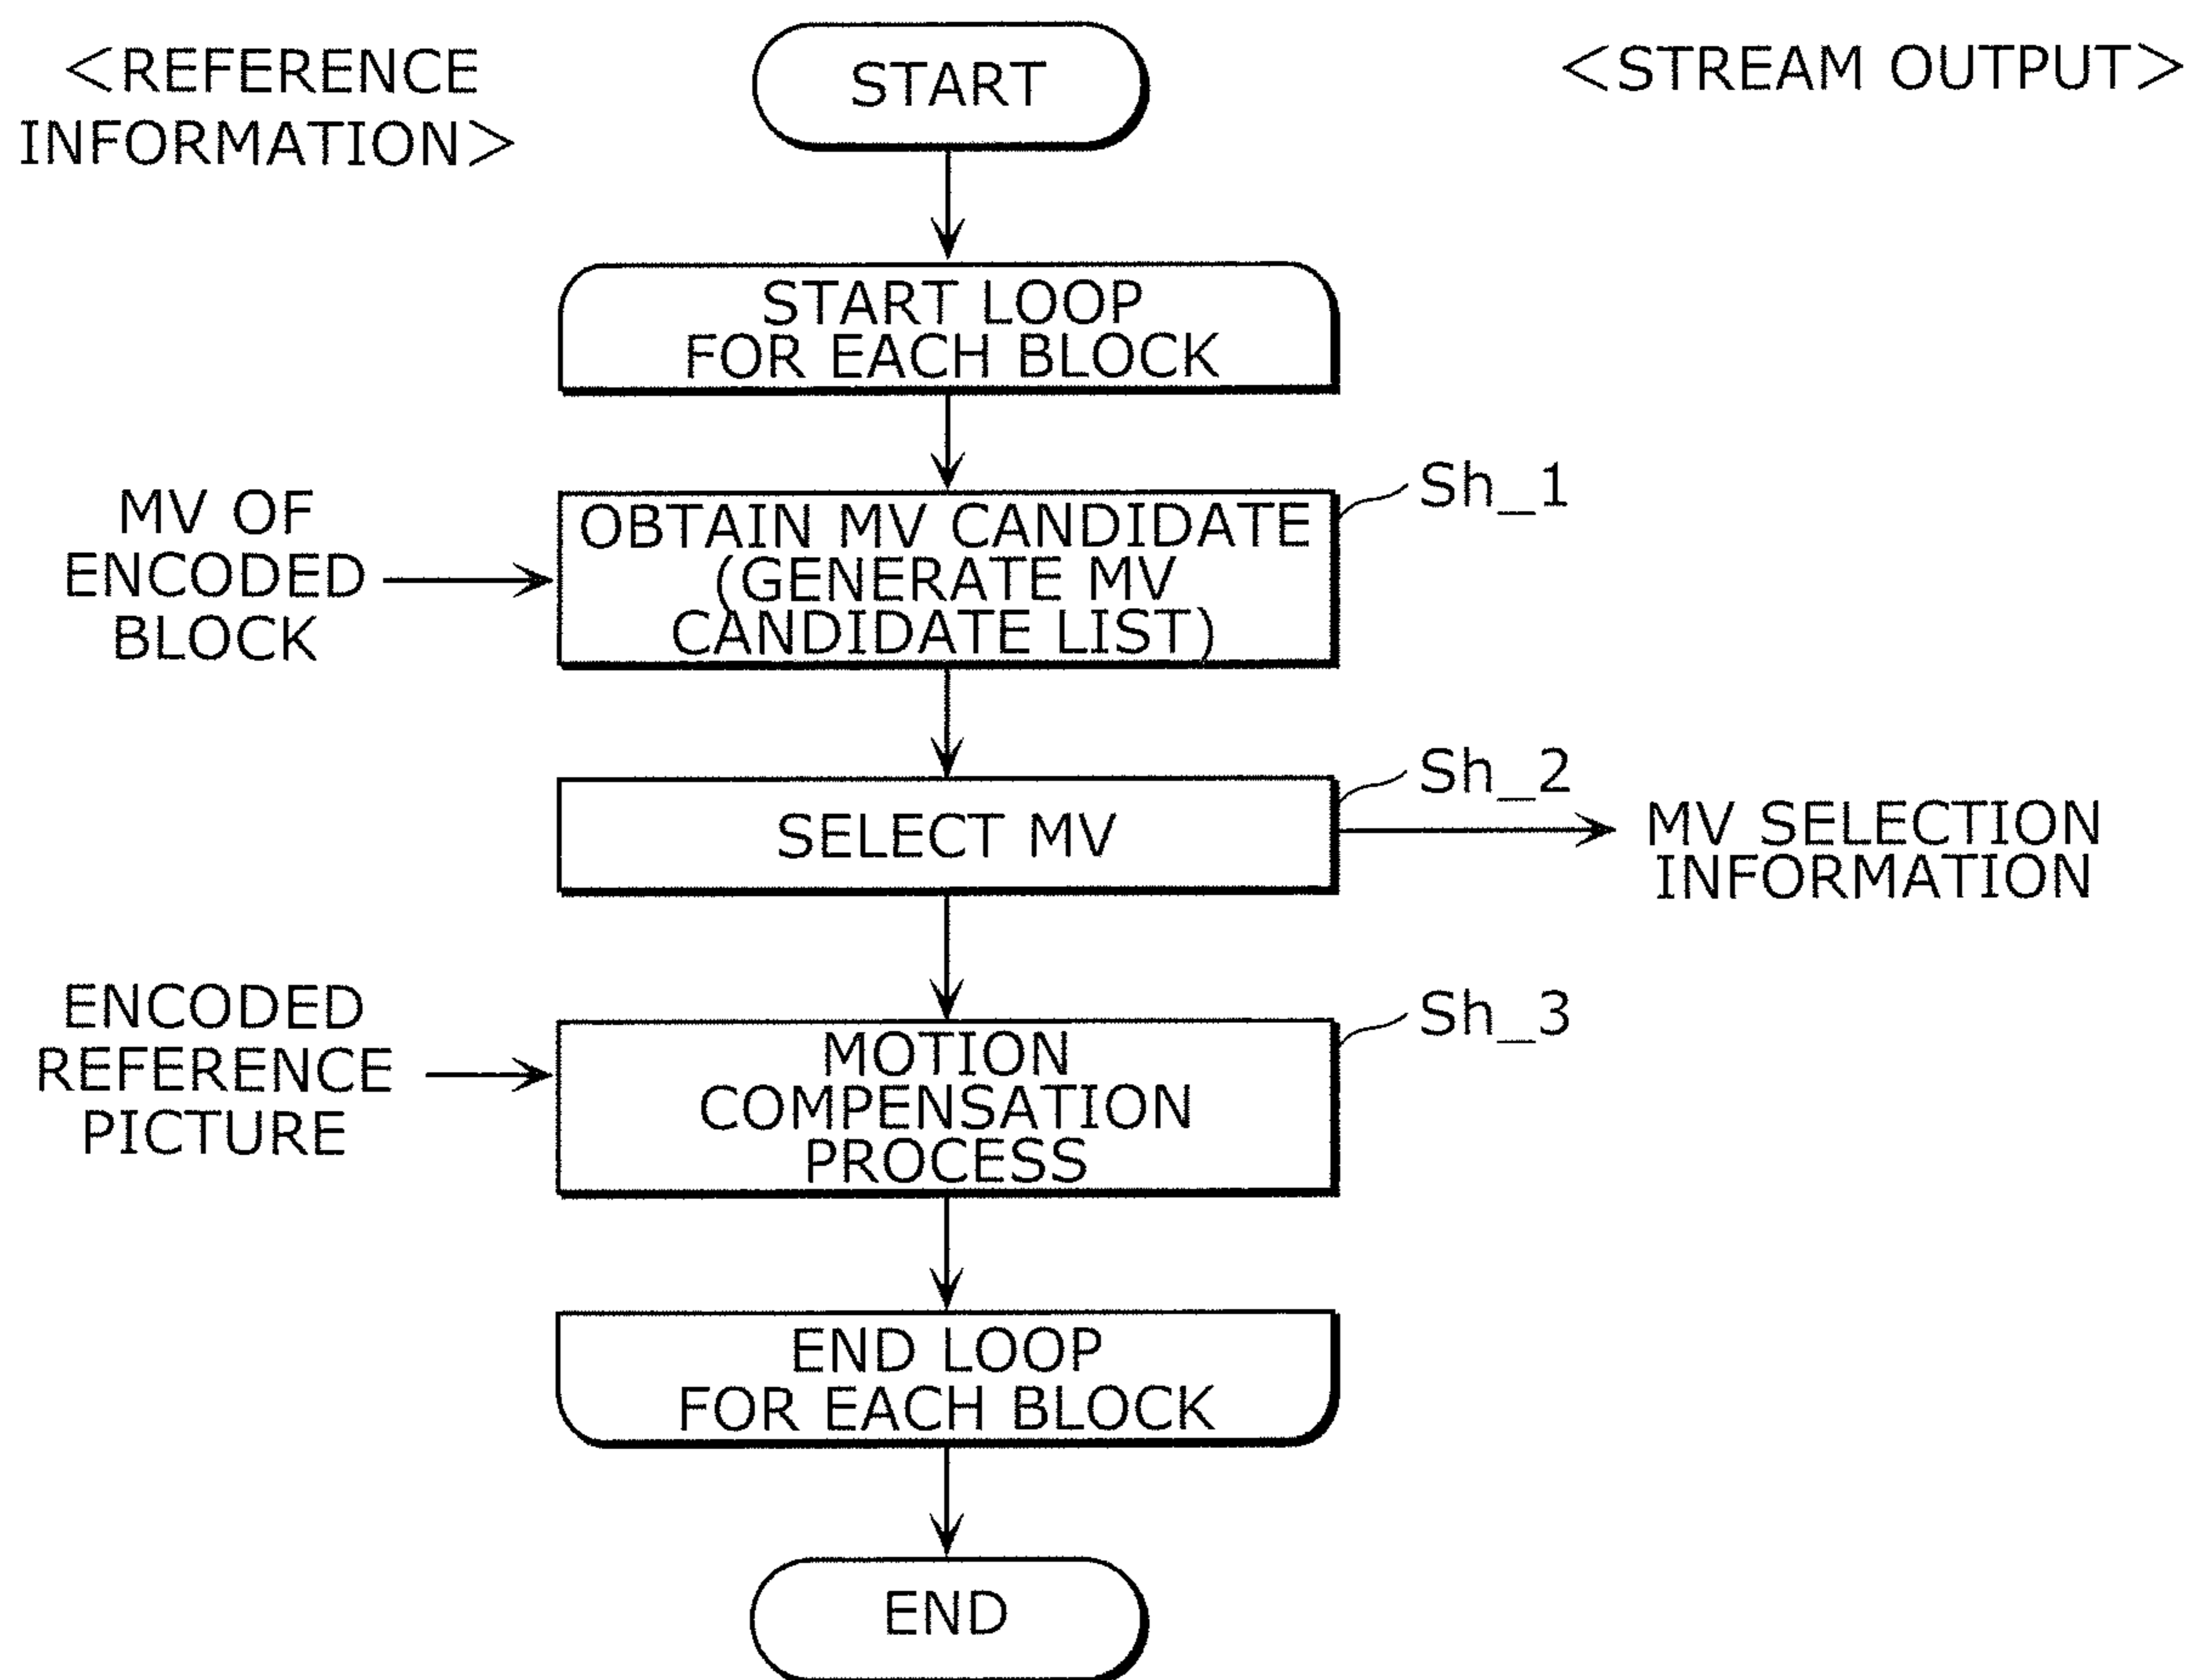 <REFERENCE
INFORMATION>
START
<STREAM OUTPUT>
START LOOP
FOR EACH BLOCK
MV OF
ENCODED
BLOCK
OBTAIN MV CANDIDATE
(GENERATE MV
CANDIDATE LIST)
Sh_1
SELECT MV
Sh_2
MV SELECTION
INFORMATION
ENCODED
REFERENCE
PICTURE
MOTION
COMPENSATION
PROCESS
Sh_3
END LOOP
FOR EACH BLOCK
END